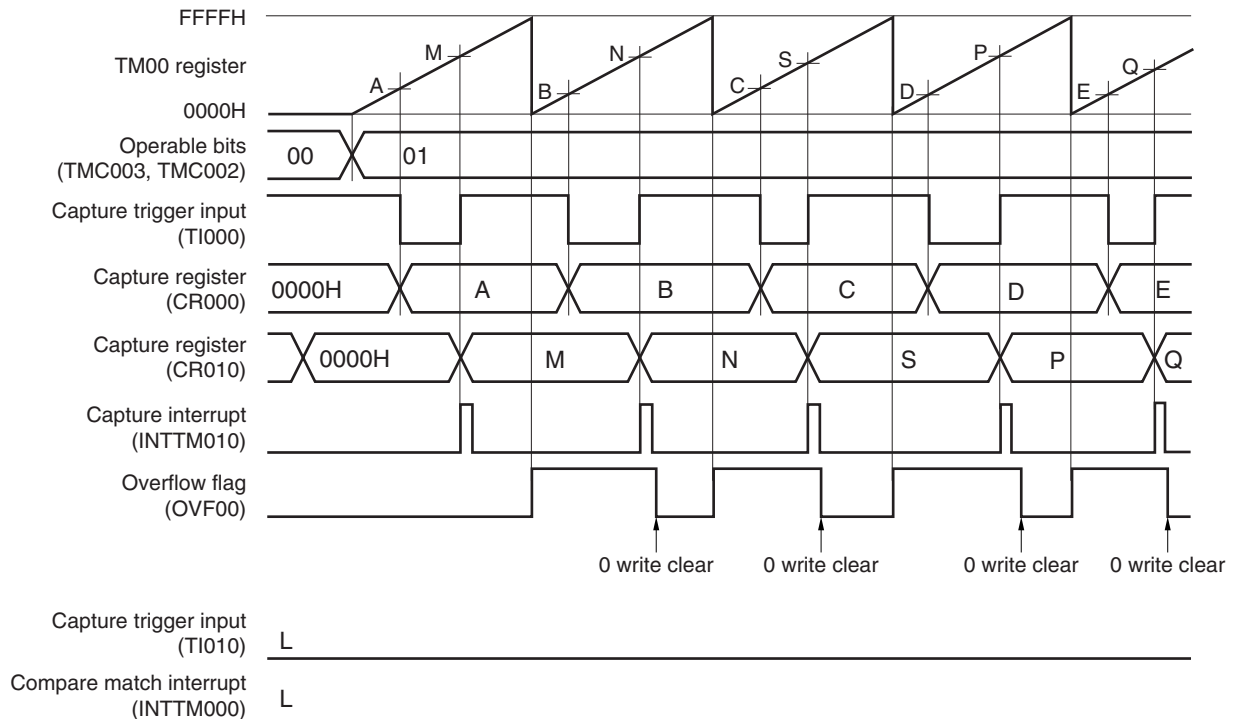 FFFFH
TM00 register
0000H
A M B N C S D P E Q
Operable bits
(TMC003, TMC002)
00 01
Capture trigger input
(TI000)
Capture register
(CR000)
0000H A B C D E
Capture register
(CR010)
0000H M N S P Q
Capture interrupt
(INTTM010)
Overflow flag
(OVF00)
0 write clear 0 write clear 0 write clear 0 write clear
Capture trigger input
(TI010)
L
Compare match interrupt
(INTTM000)
L